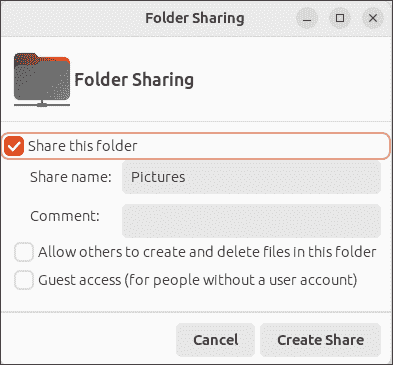 Folder Sharing
Folder Sharing
Share this folder
Share name: Pictures
Comment:
Allow others to create and delete files in this folder
Guest access (for people without a user account)
Cancel Create Share